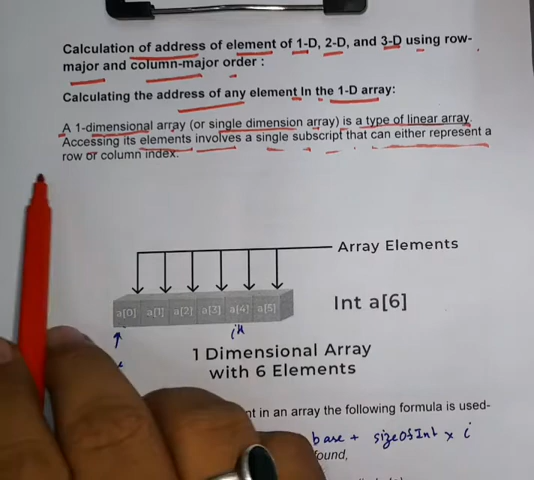 Calculation of address of element of 1-D, 2-D, and 3-D using row-
major and column-major order :
Calculating the address of any element In the 1-D array:
A 1-dimensional array (or single dimension array) is a type of linear array.
Accessing its elements involves a single subscript that can either represent a
row or column index.
Array Elements
a[0] a[1] a[2] a[3] a[4] a[5]
Int a[6]
1 Dimensional Array
with 6 Elements
nt in an array the following formula is used-
base + sizeOfInt × i
found,